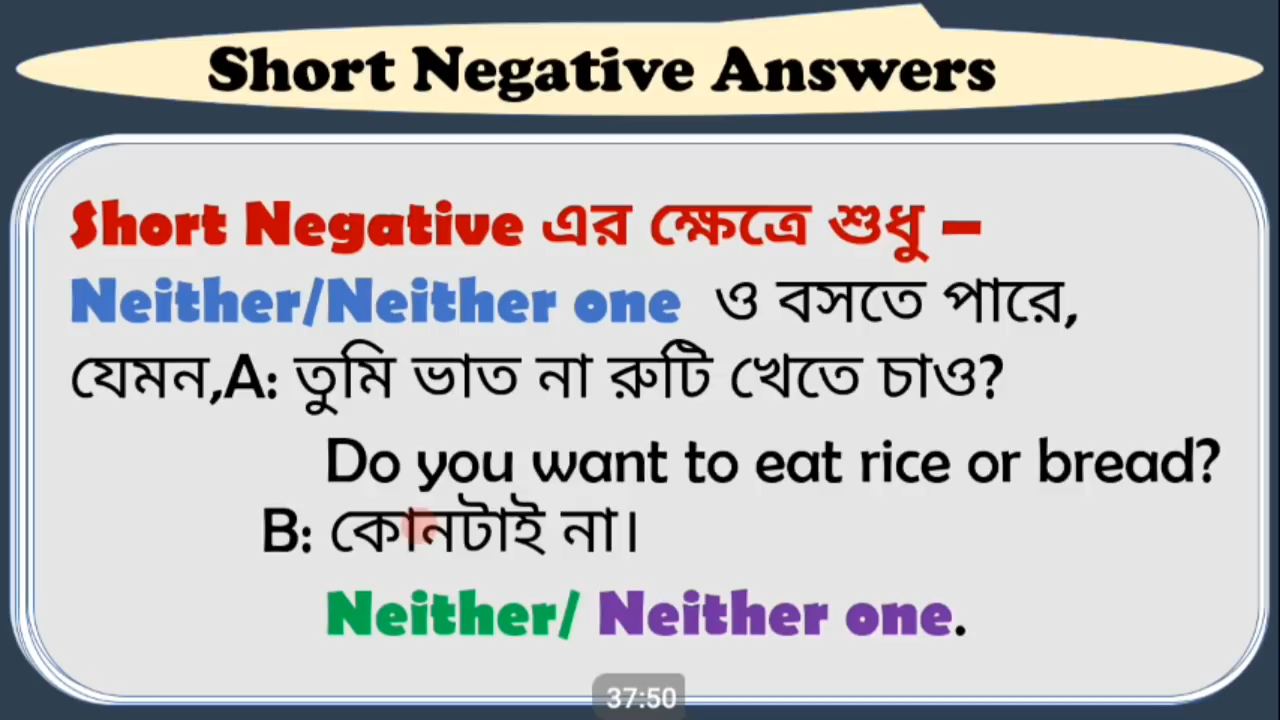 Short Negative Answers
Short Negative এর ক্ষেত্রে শুধু –
Neither/Neither one ও বসতে পারে,
যেমন,A: তুমি ভাত না রুটি খেতে চাও?
Do you want to eat rice or bread?
B: কোনটাই না।
Neither/ Neither one.
37:50